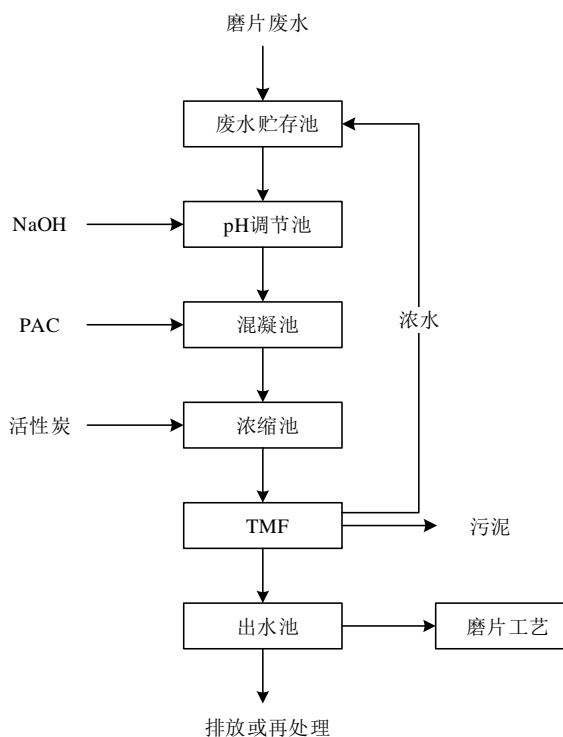 磨片废水
废水贮存池
NaOH
pH调节池
PAC
混凝池
浓水
活性炭
浓缩池
TMF
污泥
出水池
磨片工艺
排放或再处理